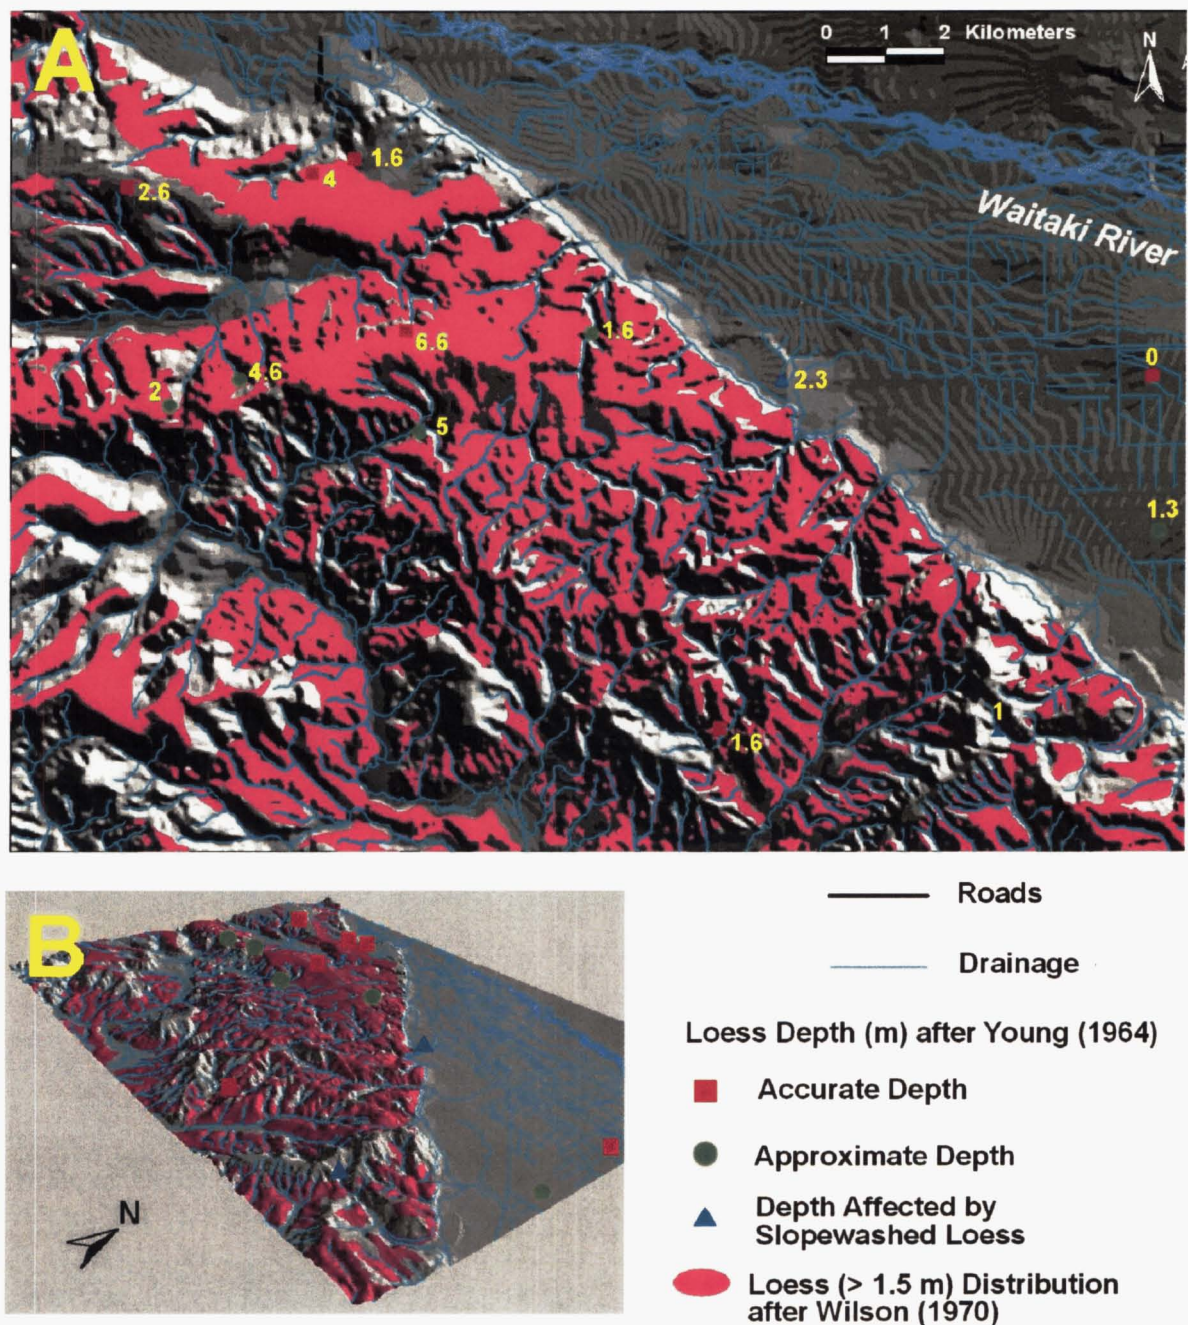 A
0 1 2 Kilometers
N
1.6
4
2.6
Waitaki River
6.6
1.6
0
2
4.6
2.3
5
1.3
1
1.6
B
N
Roads
Drainage
Loess Depth (m) after Young (1964)
Accurate Depth
Approximate Depth
Depth Affected by
Slopewashed Loess
Loess (> 1.5 m) Distribution
after Wilson (1970)